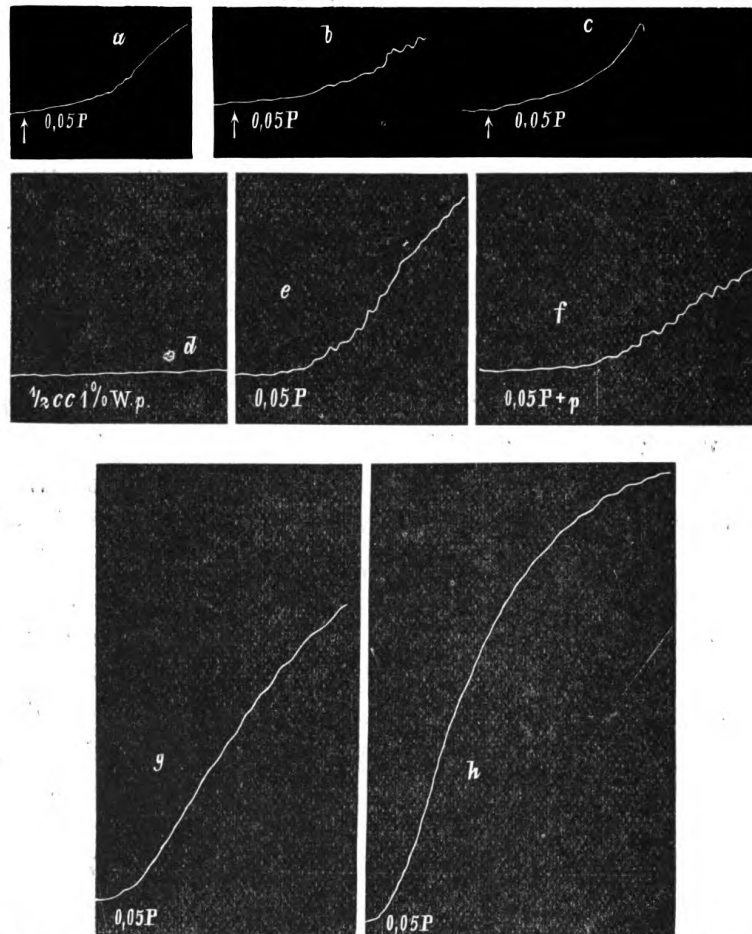 a
↑ 0,05 P
b
↑ 0,05 P
c
↑ 0,05 P
d
½ cc 1% W.p.
e
0,05 P
f
0,05 P + p
g
0,05 P
h
0,05 P